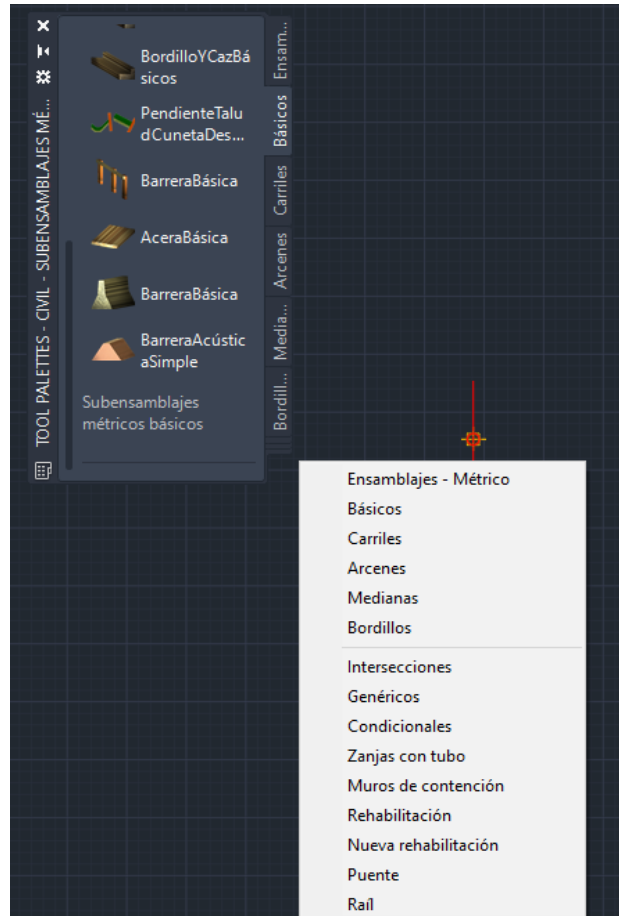 BordilloYCazBá
sicos
PendienteTalu
dCunetaDes...
BarreraBásica
AceraBásica
BarreraBásica
BarreraAcústic
aSimple
Subensamblajes
métricos básicos
TOOL PALETTES - CIVIL - SUBENSAMBLAJES MÉ...
Ensam...
Básicos
Carriles
Arcenes
Media...
Bordill...
Ensamblajes - Métrico
Básicos
Carriles
Arcenes
Medianas
Bordillos
Intersecciones
Genéricos
Condicionales
Zanjas con tubo
Muros de contención
Rehabilitación
Nueva rehabilitación
Puente
Raíl